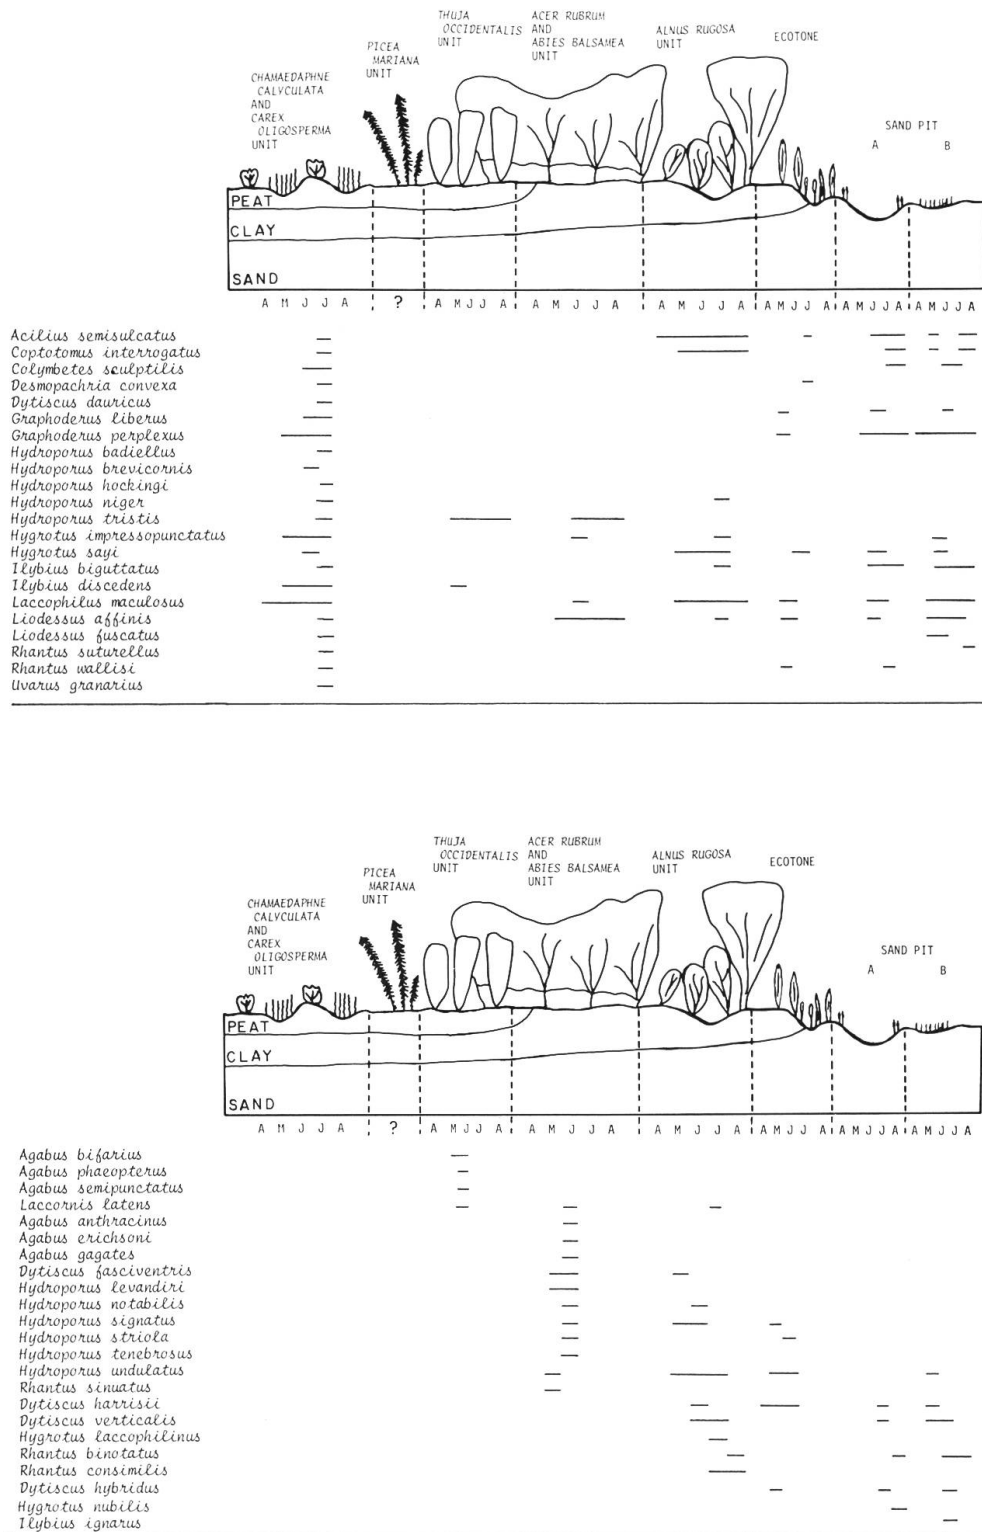 THUJA
OCCIDENTALIS
UNIT
ACER RUBRUM
AND
ABIES BALSAMEA
UNIT
ALNUS RUGOSA
UNIT
ECOTONE
PICEA
MARIANA
UNIT
CHAMAEDAPHNE
CALYCULATA
AND
CAREX
OLIGOSPERMA
UNIT
SAND PIT
A B
PEAT
CLAY
SAND
A M J J A ? A M J J A A M J J A A M J J A A M J J A A M J J A A M J J A
Acilius semisulcatus
Coptotomus interrogatus
Colymbetes sculptilis
Desmopachria convexa
Dytiscus dauricus
Graphoderus liberus
Graphoderus perplexus
Hydroporus badiellus
Hydroporus brevicornis
Hydroporus hockingi
Hydroporus niger
Hydroporus tristis
Hygrotus impressopunctatus
Hygrotus sayi
Ilybius biguttatus
Ilybius discedens
Laccophilus maculosus
Liodessus affinis
Liodessus fuscatus
Rhantus suturellus
Rhantus wallisi
Uvarus granarius
THUJA
OCCIDENTALIS
UNIT
ACER RUBRUM
AND
ABIES BALSAMEA
UNIT
ALNUS RUGOSA
UNIT
ECOTONE
PICEA
MARIANA
UNIT
CHAMAEDAPHNE
CALYCULATA
AND
CAREX
OLIGOSPERMA
UNIT
SAND PIT
A B
PEAT
CLAY
SAND
A M J J A ? A M J J A A M J J A A M J J A A M J J A A M J J A A M J J A
Agabus bifarius
Agabus phaeopterus
Agabus semipunctatus
Laccornis latens
Agabus anthracinus
Agabus erichsoni
Agabus gagates
Dytiscus fasciventris
Hydroporus levandiri
Hydroporus notabilis
Hydroporus signatus
Hydroporus striola
Hydroporus tenebrosus
Hydroporus undulatus
Rhantus sinuatus
Dytiscus harrisii
Dytiscus verticalis
Hygrotus laccophilinus
Rhantus binotatus
Rhantus consimilis
Dytiscus hybridus
Hygrotus nubilis
Ilybius ignarus